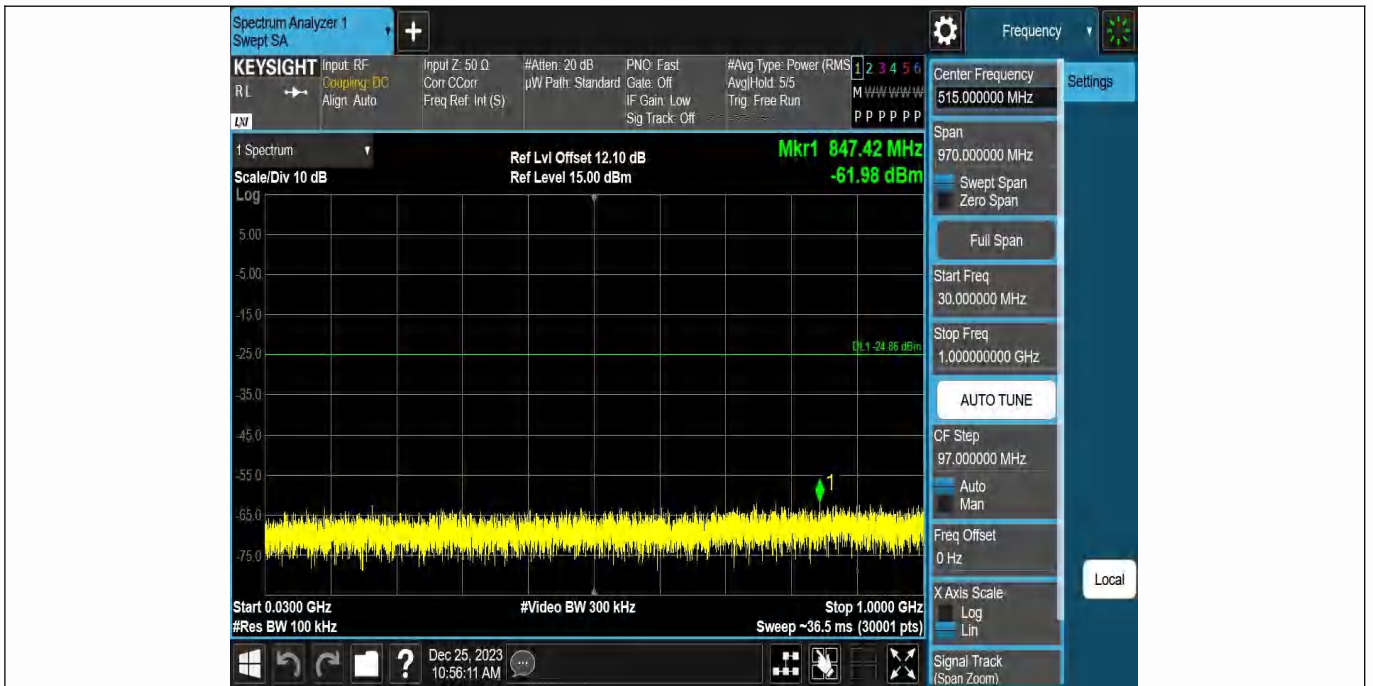 Spectrum Analyzer 1
Swept SA
+
Frequency
KEYSIGHT
RL
LXI
Input: RF
Coupling: DC
Align: Auto
Input Z: 50 Ω
Corr CCorr
Freq Ref: Int (S)
#Atten: 20 dB
µW Path: Standard
PNO: Fast
Gate: Off
IF Gain: Low
Sig Track: Off
#Avg Type: Power (RMS
Avg|Hold: 5/5
Trig: Free Run
1 2 3 4 5 6
M W W W W W
P P P P P P
Center Frequency
515.000000 MHz
Settings
1 Spectrum
Scale/Div 10 dB
Ref Lvl Offset 12.10 dB
Ref Level 15.00 dBm
Mkr1 847.42 MHz
-61.98 dBm
Log
5.00
-5.00
-15.0
-25.0
-35.0
-45.0
-55.0
-65.0
-75.0
DL1 -24.86 dBm
1
Start 0.0300 GHz
#Res BW 100 kHz
#Video BW 300 kHz
Stop 1.0000 GHz
Sweep ~36.5 ms (30001 pts)
Span
970.000000 MHz
Swept Span
Zero Span
Full Span
Start Freq
30.000000 MHz
Stop Freq
1.000000000 GHz
AUTO TUNE
CF Step
97.000000 MHz
Auto
Man
Freq Offset
0 Hz
X Axis Scale
Log
Lin
Signal Track
(Span Zoom)
Local
?
Dec 25, 2023
10:56:11 AM